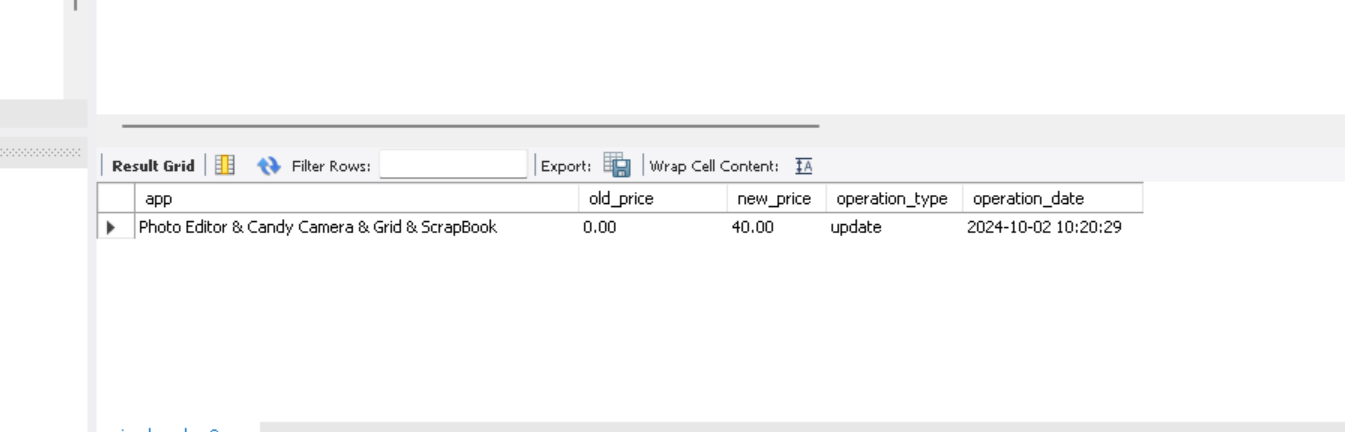 Result Grid Filter Rows: Export: Wrap Cell Content: IA
app old_price new_price operation_type operation_date
Photo Editor & Candy Camera & Grid & ScrapBook 0.00 40.00 update 2024-10-02 10:20:29